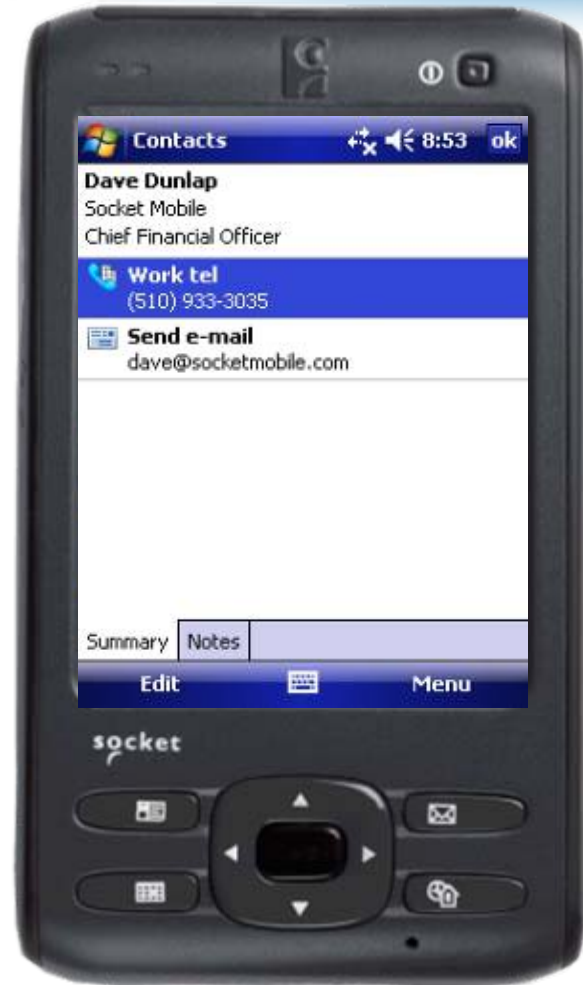 Contacts 8:53 ok
Dave Dunlap
Socket Mobile
Chief Financial Officer
Work tel
(510) 933-3035
Send e-mail
dave@socketmobile.com
Summary Notes
Edit Menu
socket